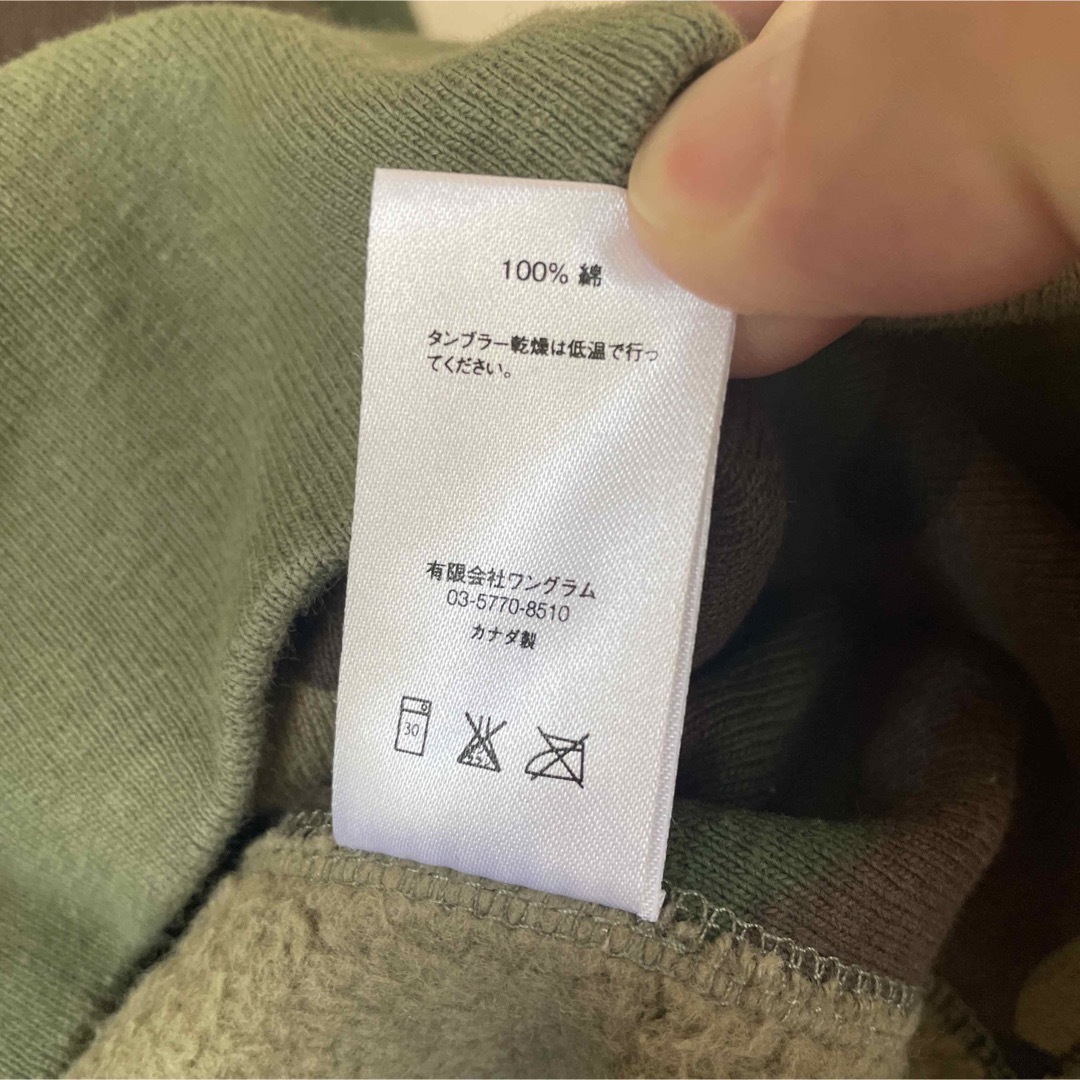 100% 綿
タンブラー乾燥は低温で行っ
てください。
有限会社ワングラム
03-5770-8510
カナダ製
30